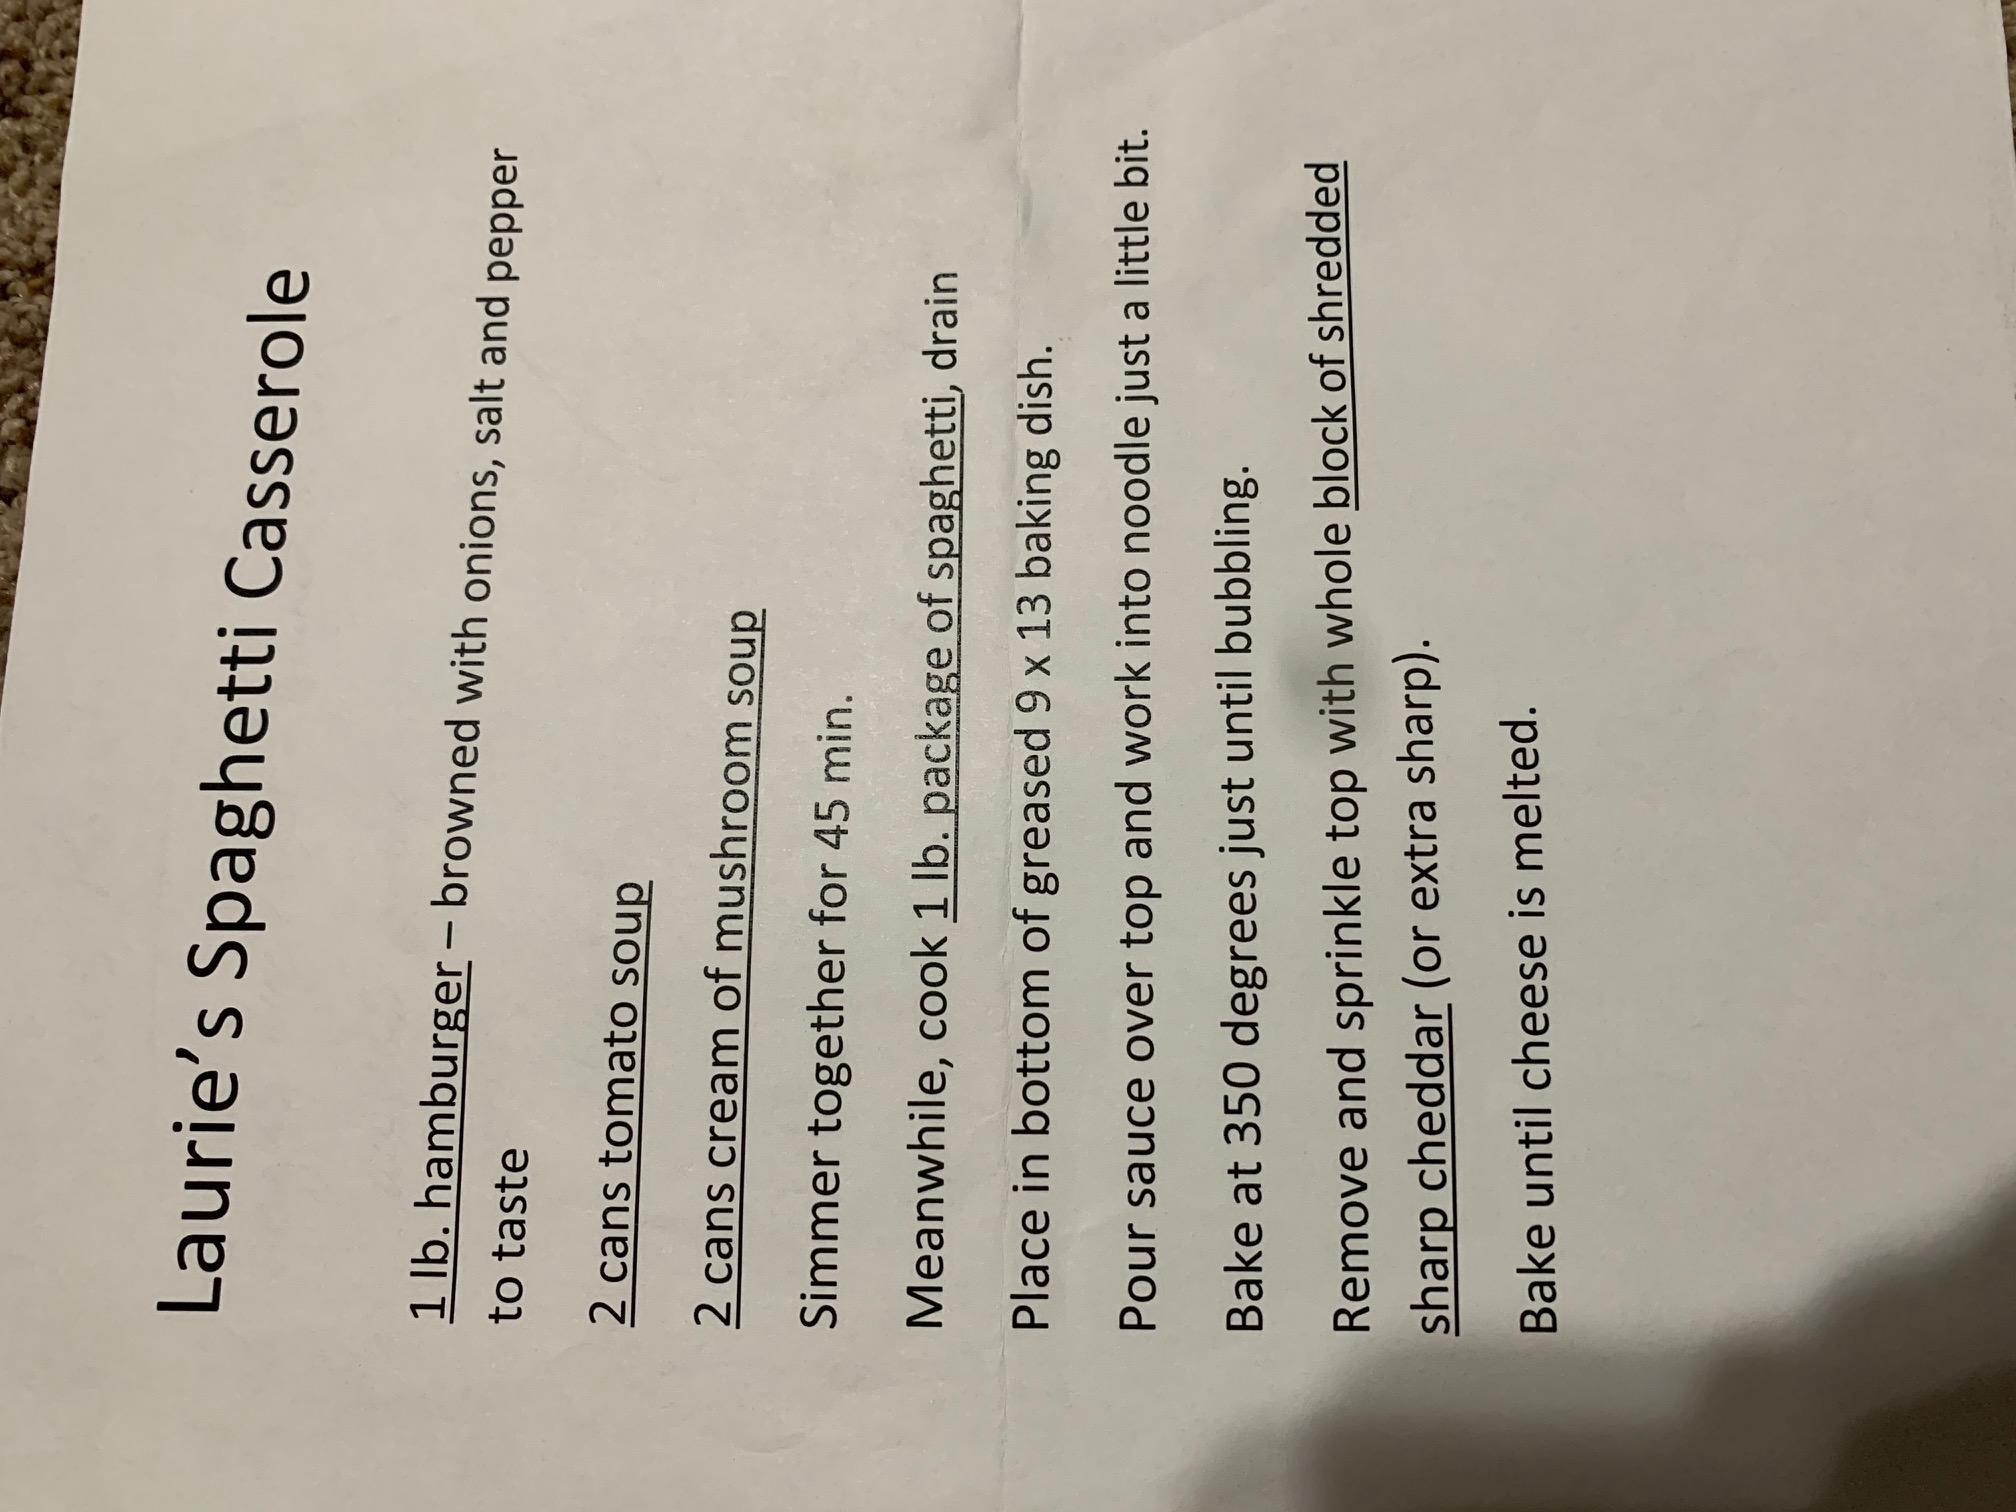 Laurie’s Spaghetti Casserole
1 lb. hamburger – browned with onions, salt and pepper
to taste
2 cans tomato soup
2 cans cream of mushroom soup
Simmer together for 45 min.
Meanwhile, cook 1 lb. package of spaghetti, drain
Place in bottom of greased 9 x 13 baking dish.
Pour sauce over top and work into noodle just a little bit.
Bake at 350 degrees just until bubbling.
Remove and sprinkle top with whole block of shredded
sharp cheddar (or extra sharp).
Bake until cheese is melted.